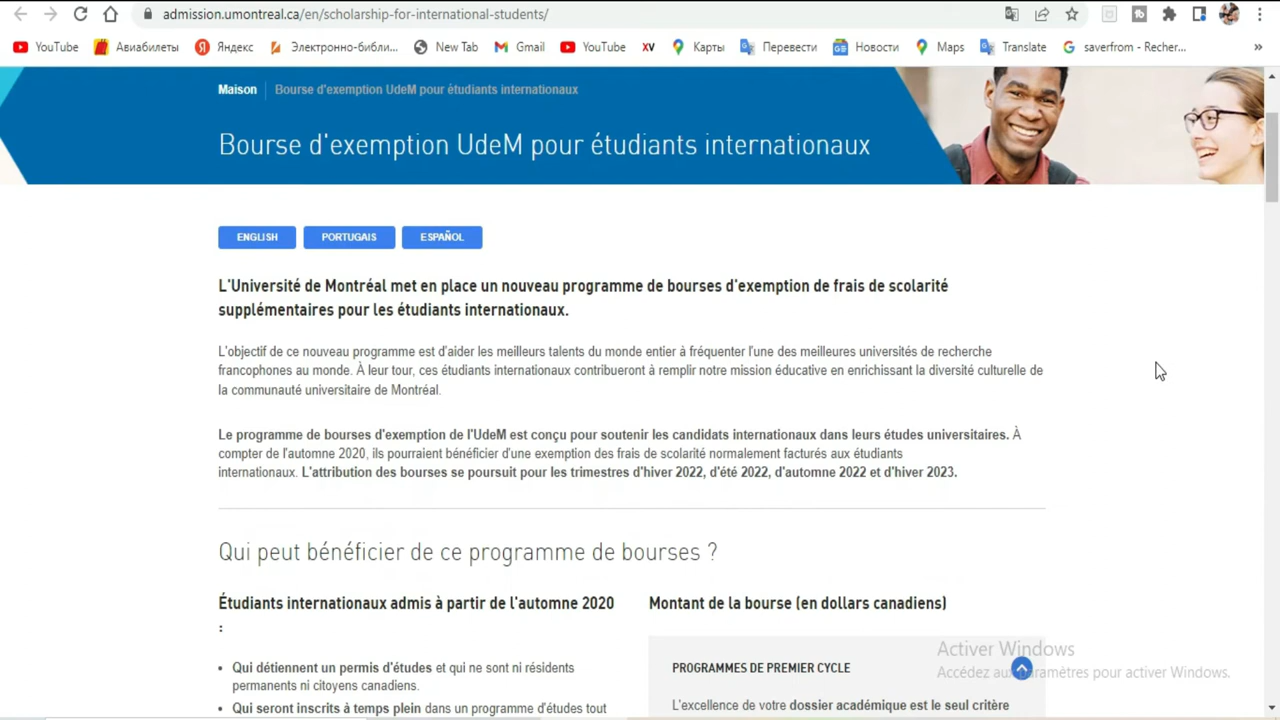 admission.umontreal.ca/en/scholarship-for-international-students/
YouTube Авиабилеты Яндекс Электронно-библи... New Tab Gmail YouTube XV Карты Перевести Новости Maps Translate saverfrom - Recher... »
Maison Bourse d'exemption UdeM pour étudiants internationaux
Bourse d'exemption UdeM pour étudiants internationaux
ENGLISH PORTUGAIS ESPAÑOL
L'Université de Montréal met en place un nouveau programme de bourses d'exemption de frais de scolarité
supplémentaires pour les étudiants internationaux.
L'objectif de ce nouveau programme est d'aider les meilleurs talents du monde entier à fréquenter l'une des meilleures universités de recherche
francophones au monde. À leur tour, ces étudiants internationaux contribueront à remplir notre mission éducative en enrichissant la diversité culturelle de
la communauté universitaire de Montréal.
Le programme de bourses d'exemption de l'UdeM est conçu pour soutenir les candidats internationaux dans leurs études universitaires. À
compter de l'automne 2020, ils pourraient bénéficier d'une exemption des frais de scolarité normalement facturés aux étudiants
internationaux. L'attribution des bourses se poursuit pour les trimestres d'hiver 2022, d'été 2022, d'automne 2022 et d'hiver 2023.
Qui peut bénéficier de ce programme de bourses ?
Étudiants internationaux admis à partir de l'automne 2020
:
Qui détiennent un permis d'études et qui ne sont ni résidents
permanents ni citoyens canadiens.
Qui seront inscrits à temps plein dans un programme d'études tout
Montant de la bourse (en dollars canadiens)
PROGRAMMES DE PREMIER CYCLE
L'excellence de votre dossier académique est le seul critère
Activer Windows
Accédez aux paramètres pour activer Windows.